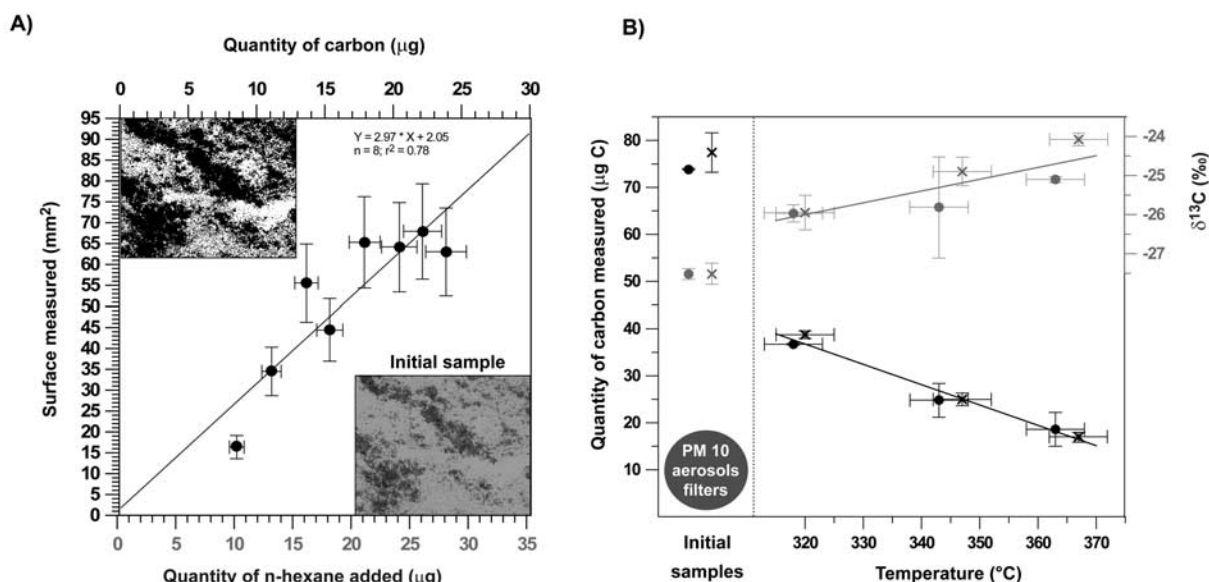 A)
Quantity of carbon (μg)
0 5 10 15 20 25 30
Surface measured (mm²)
95
90
85
80
75
70
65
60
55
50
45
40
35
30
25
20
15
10
5
0
Y = 2.97 * X + 2.05
n = 8; r² = 0.78
Initial sample
0 5 10 15 20 25 30 35
Quantity of n-hexane added (μg)
B)
Quantity of carbon measured (μg C)
80
70
60
50
40
30
20
10
-24
-25
-26
-27
δ¹³C (‰)
PM 10
aerosols
filters
Initial
samples
320 330 340 350 360 370
Temperature (°C)